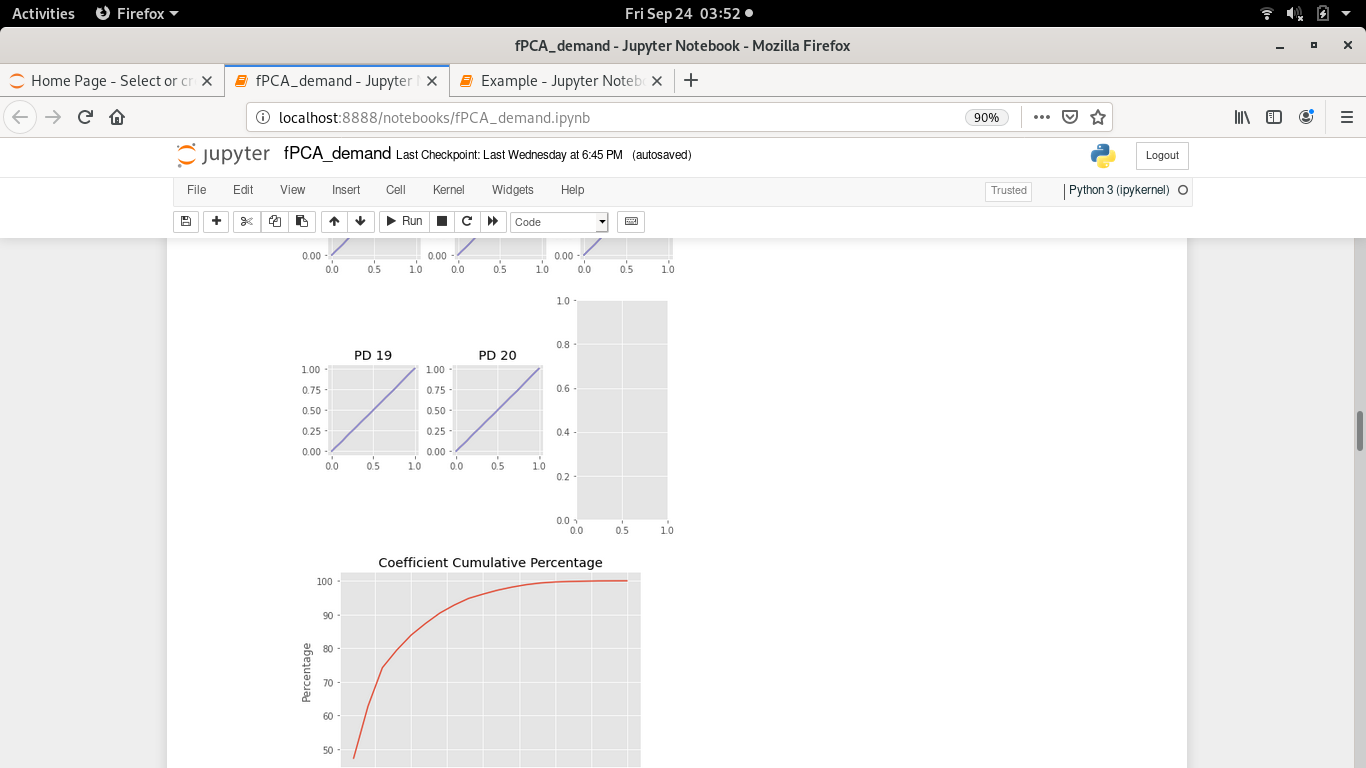 Activities Firefox Fri Sep 24 03:52
fPCA_demand - Jupyter Notebook - Mozilla Firefox
Home Page - Select or cr fPCA_demand - Jupyter Example - Jupyter Noteb
localhost:8888/notebooks/fPCA_demand.ipynb 90%
jupyter fPCA_demand Last Checkpoint: Last Wednesday at 6:45 PM (autosaved) Logout
File Edit View Insert Cell Kernel Widgets Help Trusted Python 3 (ipykernel)
Run Code
0.00 0.00 0.00
0.0 0.5 1.0 0.0 0.5 1.0 0.0 0.5 1.0
PD 19
1.00
0.75
0.50
0.25
0.00
0.0 0.5 1.0
PD 20
1.00
0.75
0.50
0.25
0.00
0.0 0.5 1.0
1.0
0.8
0.6
0.4
0.2
0.0
0.0 0.5 1.0
Coefficient Cumulative Percentage
Percentage
100
90
80
70
60
50